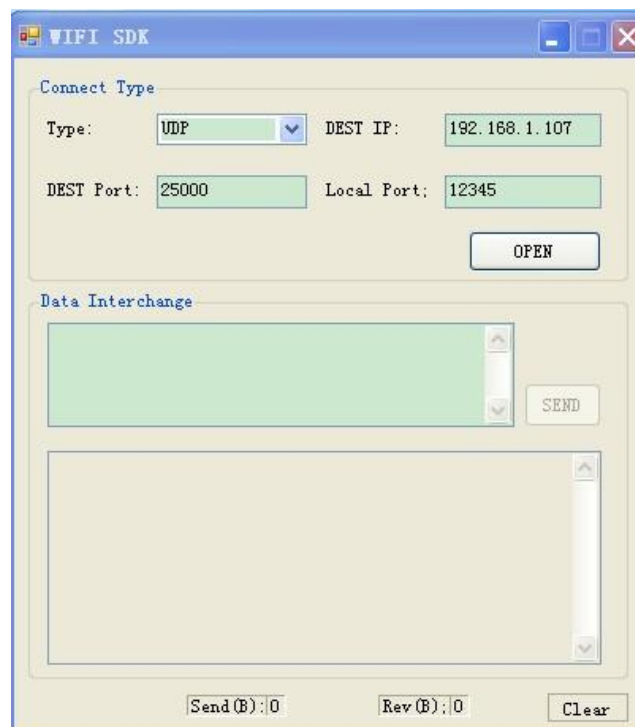 WIFI SDK
Connect Type
Type: UDP DEST IP: 192.168.1.107
DEST Port: 25000 Local Port; 12345
OPEN
Data Interchange
SEND
Send(B):0 Rev(B);0 Clear